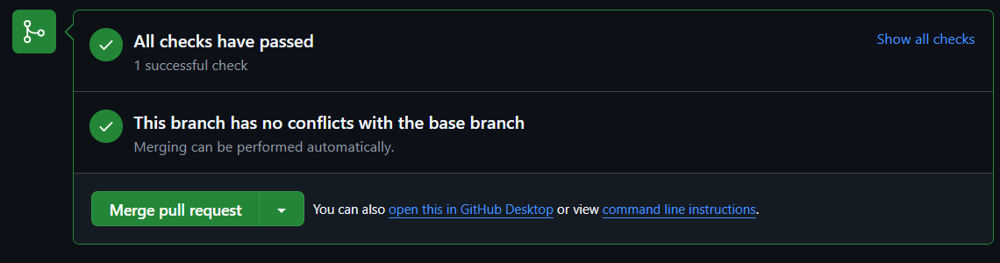 All checks have passed
Show all checks
1 successful check
This branch has no conflicts with the base branch
Merging can be performed automatically.
Merge pull request
You can also open this in GitHub Desktop or view command line instructions.